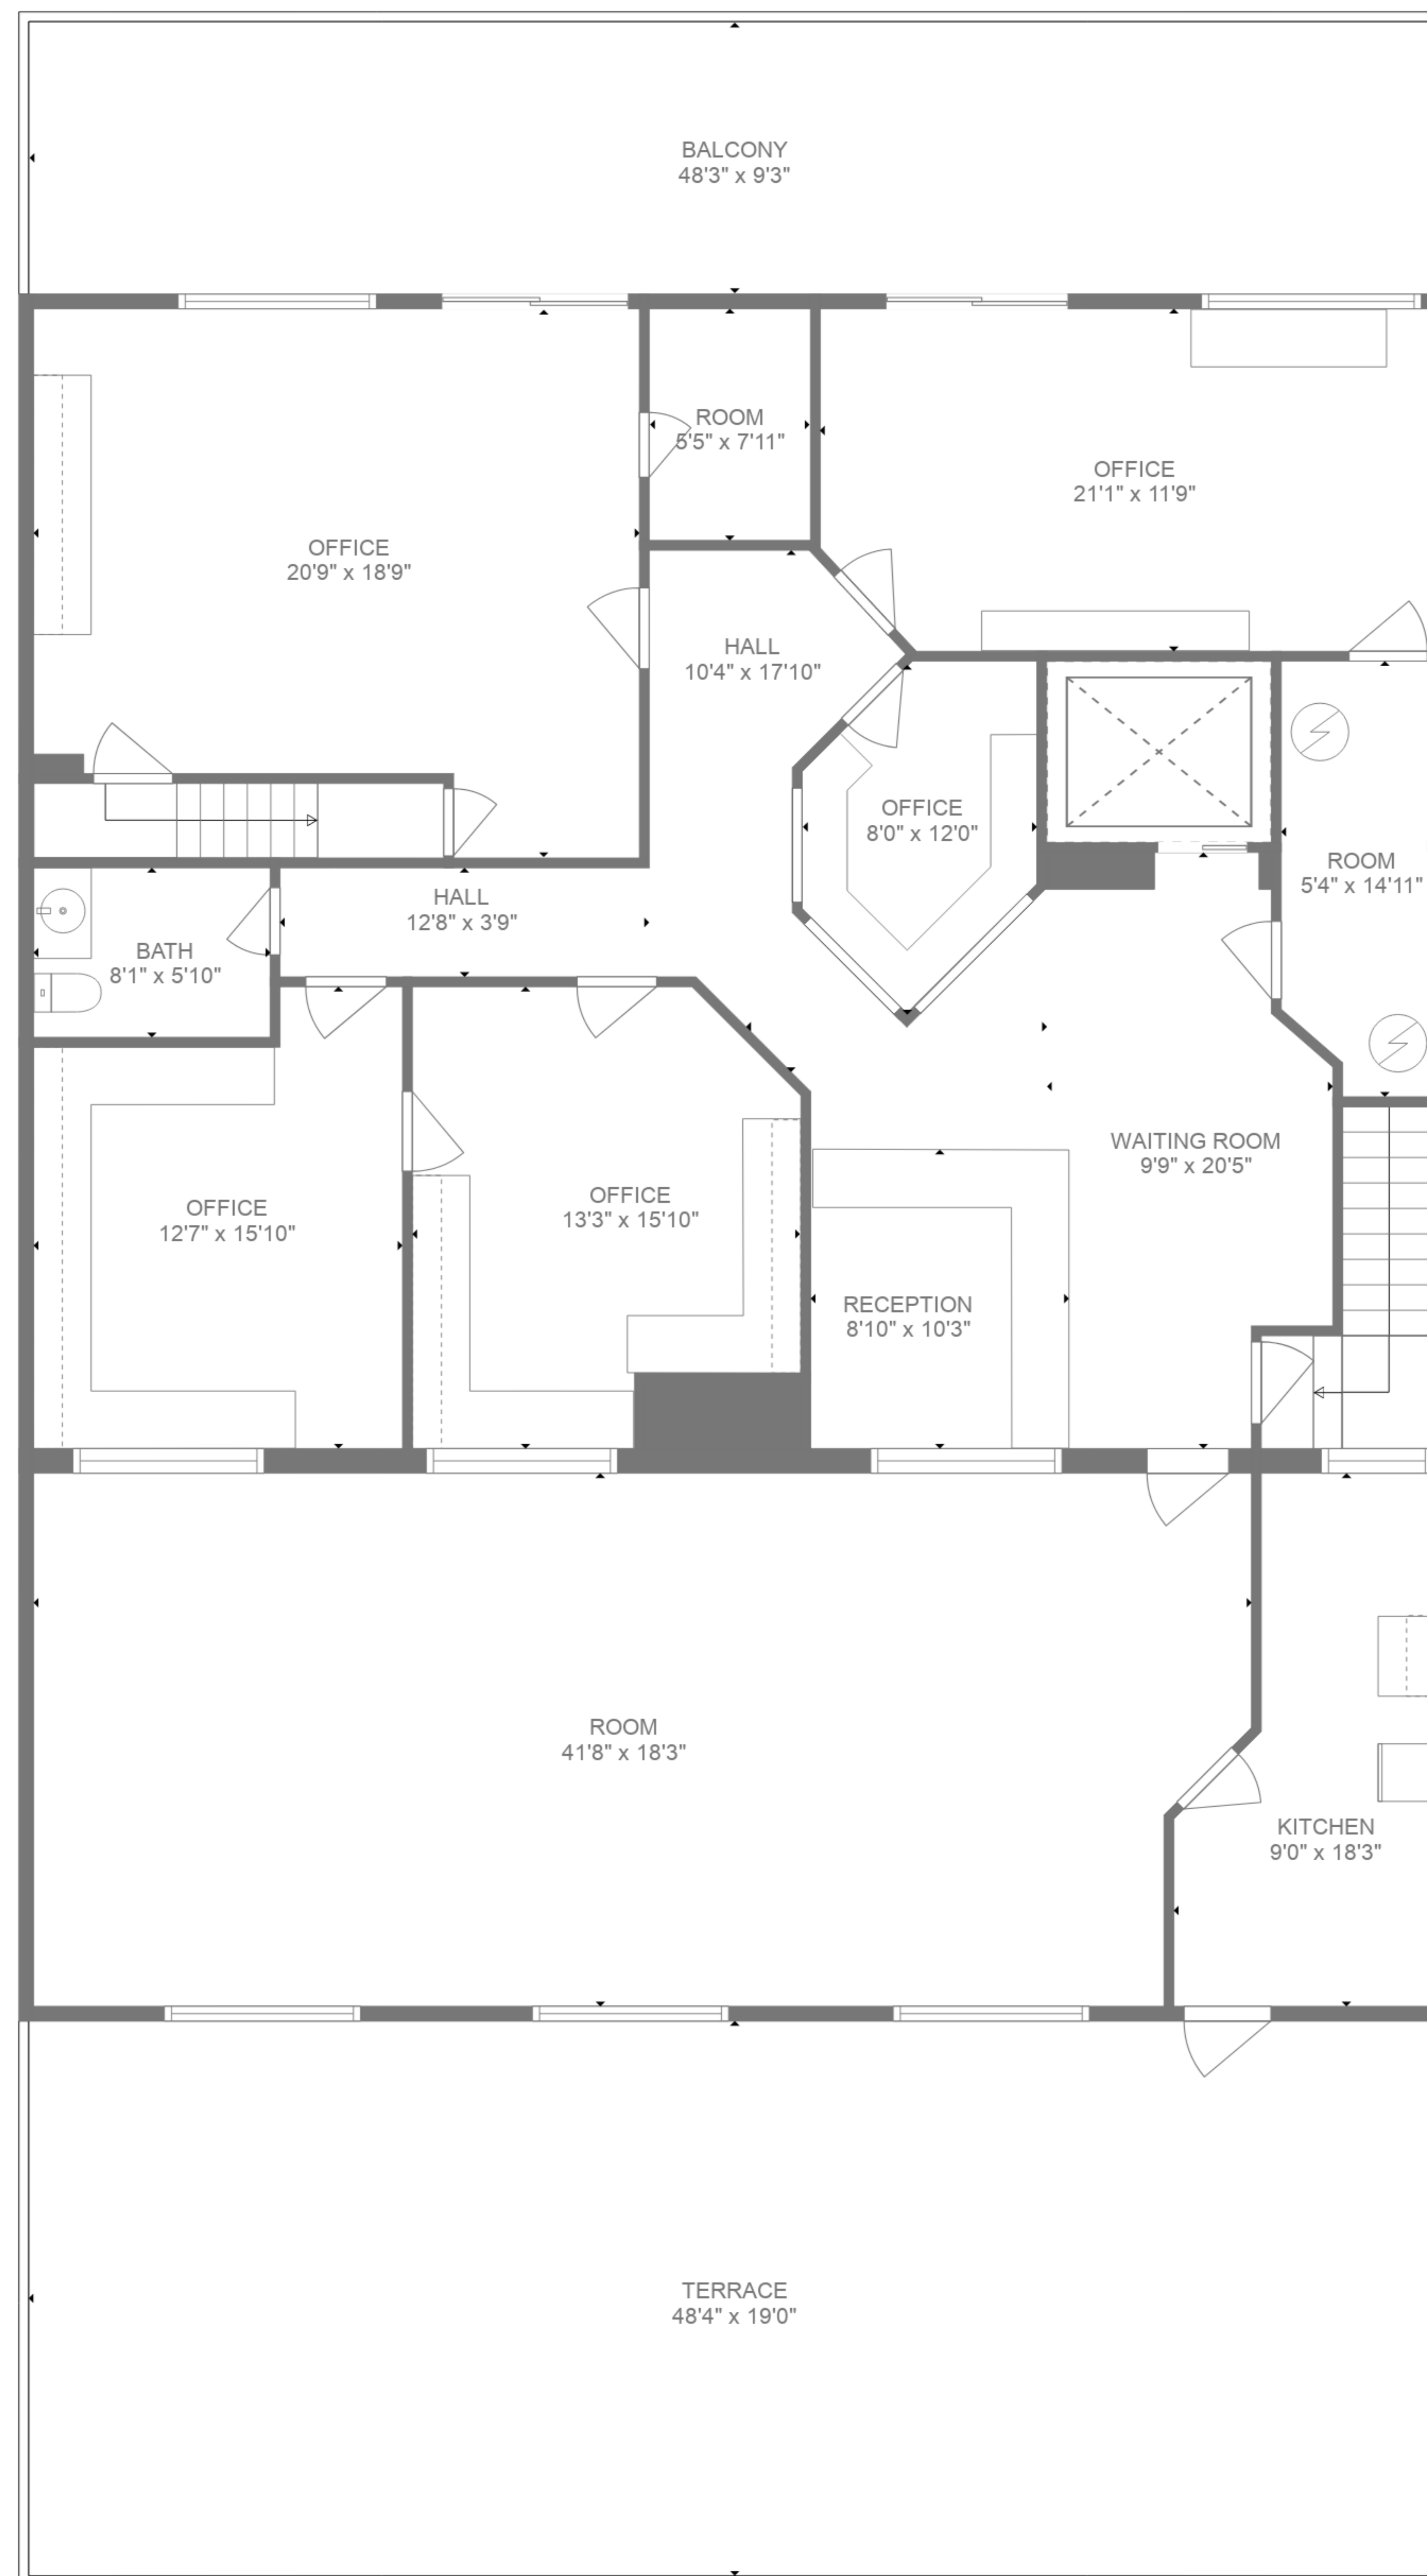 BALCONY
48'3" x 9'3"
ROOM
5'5" x 7'11"
OFFICE
21'1" x 11'9"
OFFICE
20'9" x 18'9"
HALL
10'4" x 17'10"
OFFICE
8'0" x 12'0"
ROOM
5'4" x 14'11"
HALL
12'8" x 3'9"
BATH
8'1" x 5'10"
WAITING ROOM
9'9" x 20'5"
OFFICE
12'7" x 15'10"
OFFICE
13'3" x 15'10"
RECEPTION
8'10" x 10'3"
ROOM
41'8" x 18'3"
KITCHEN
9'0" x 18'3"
TERRACE
48'4" x 19'0"